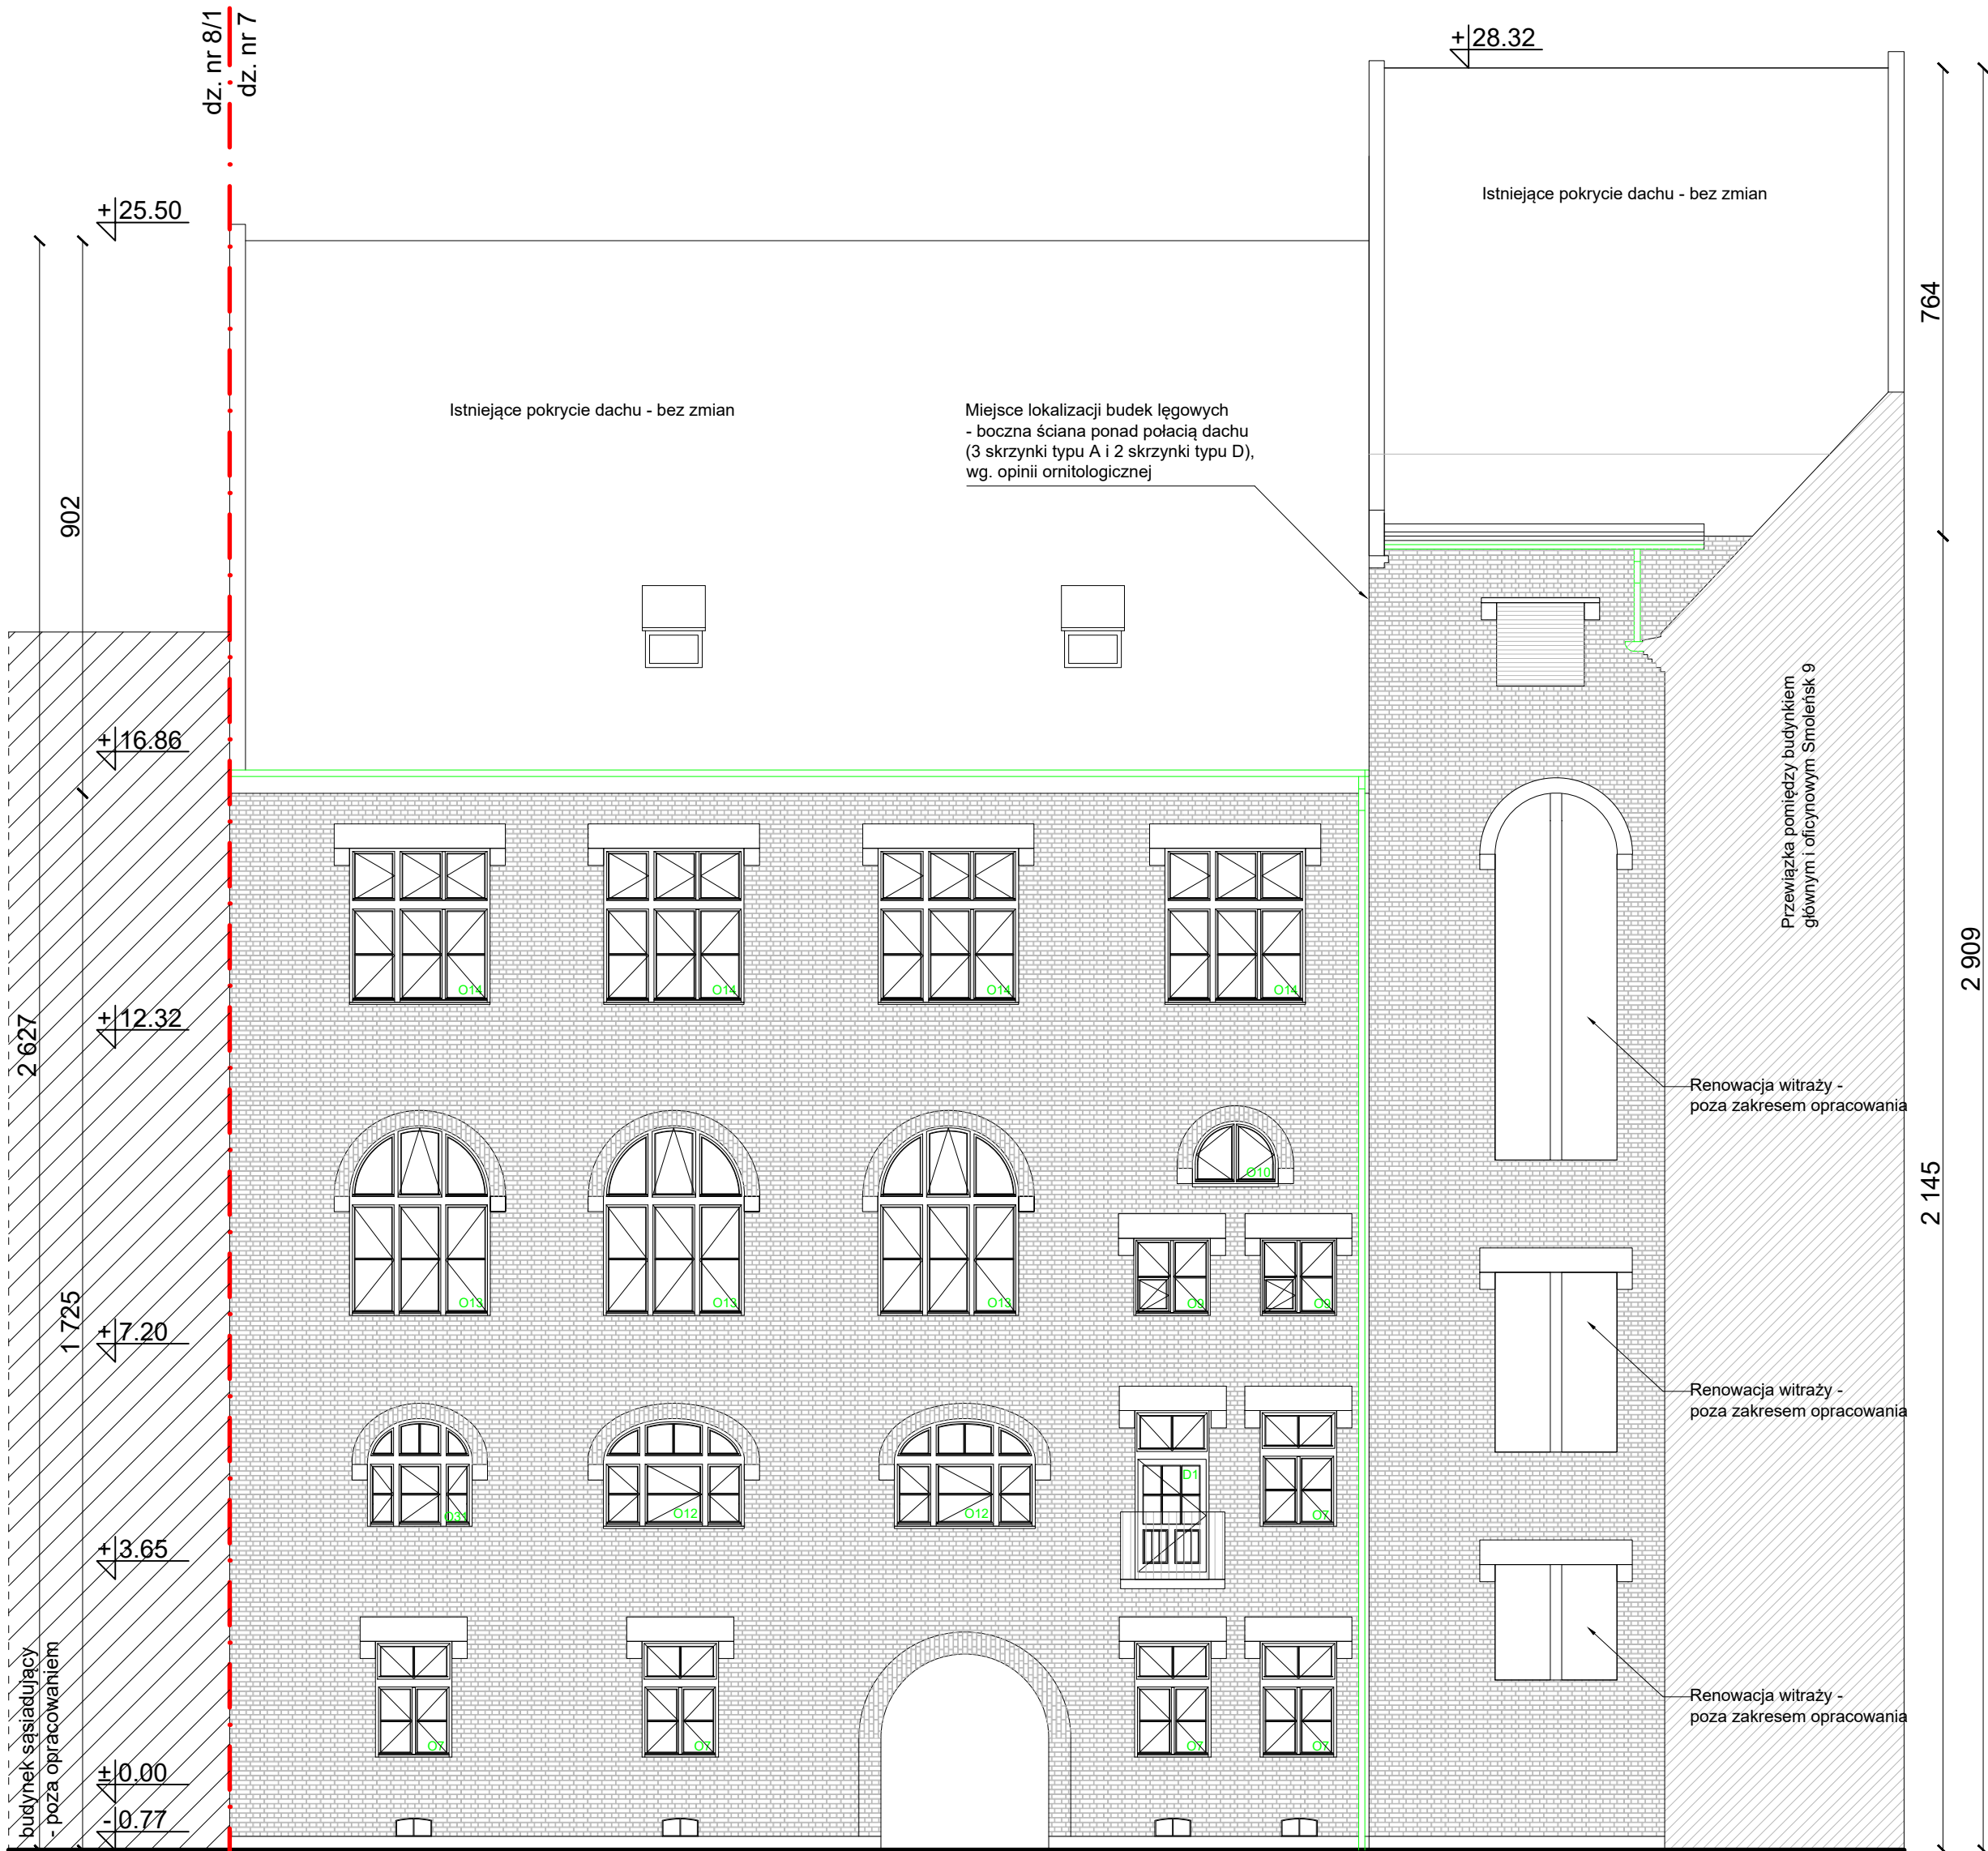 dz. nr 8/1
dz. nr 7
+28.32
+25.50
Istniejące pokrycie dachu - bez zmian
764
Istniejące pokrycie dachu - bez zmian
Miejsce lokalizacji budek lęgowych
- boczna ściana ponad połacią dachu
(3 skrzynki typu A i 2 skrzynki typu D),
wg. opinii ornitologicznej
902
+16.86
Przewiązka pomiędzy budynkiem
głównym i oficynowym Smoleńsk 9
2 909
O14
O14
O14
O14
+12.32
2 627
Renowacja witraży -
poza zakresem opracowania
2 145
O10
O13
O13
O13
O9
O9
1 725
+7.20
Renowacja witraży -
poza zakresem opracowania
D1
O31
O12
O12
O7
+3.65
budynek sąsiadujący
- poza opracowaniem
Renowacja witraży -
poza zakresem opracowania
O7
O7
O7
O7
±0.00
-0.77